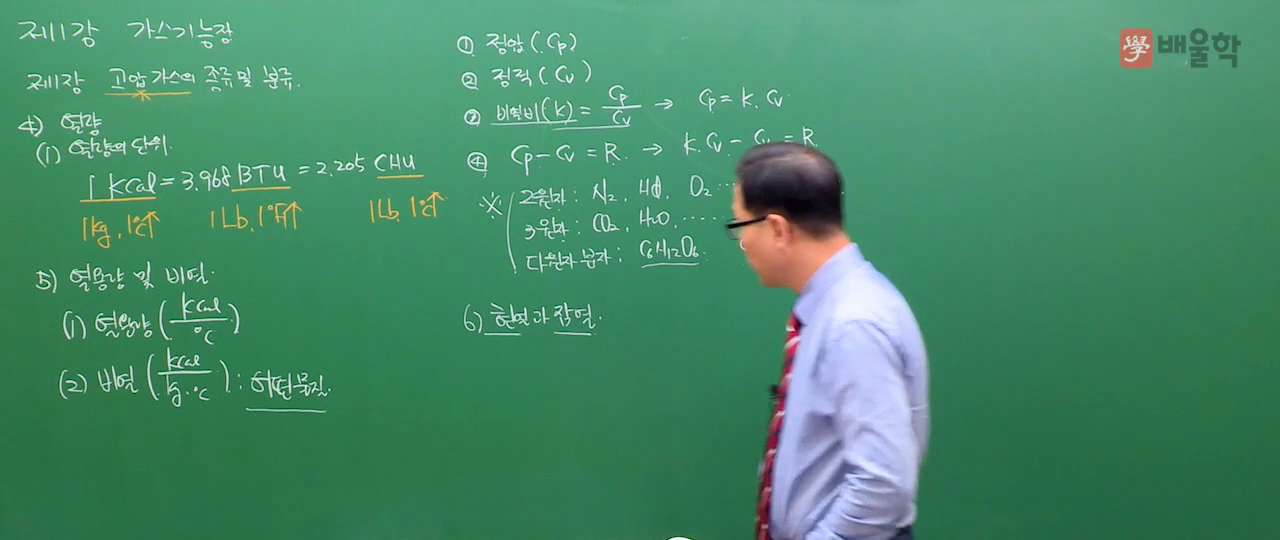 제1강 가스기능장
제1장 고압가스의 종류 및 분류.
4) 열량
(1) 열량의 단위.
1 kcal = 3.968 BTU = 2.205 CHU
1kg, 1℃↑ 1Lb, 1℉↑ 1Lb, 1℃↑
5) 열용량 및 비열.
(1) 열용량 (kcal/℃)
(2) 비열 (kcal/kg·℃) : 어떤물질.
① 정압 (Cp)
② 정적 (Cv)
③ 비열비(k) = Cp/Cv → Cp = k.Cv
④ Cp - Cv = R. → k.Cv - Cv = R
※ 2원자 : N2, Hcl, O2 ...
3원자 : CO2, H2O, .....
다원자 분자 : C6H12O6.
6) 현열과 잠열.
學 배울학